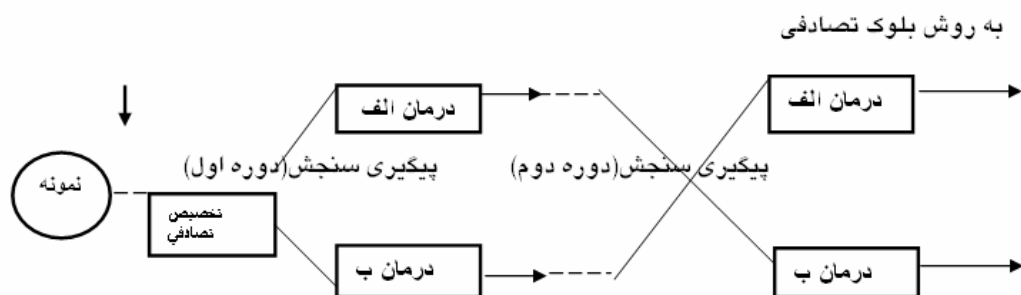 به روش بلوک تصادفی
درمان الف
درمان الف
نمونه
پیگیری سنجش(دوره اول)
پیگیری سنجش(دوره دوم)
تخصیص
تصادفي
درمان ب
درمان ب